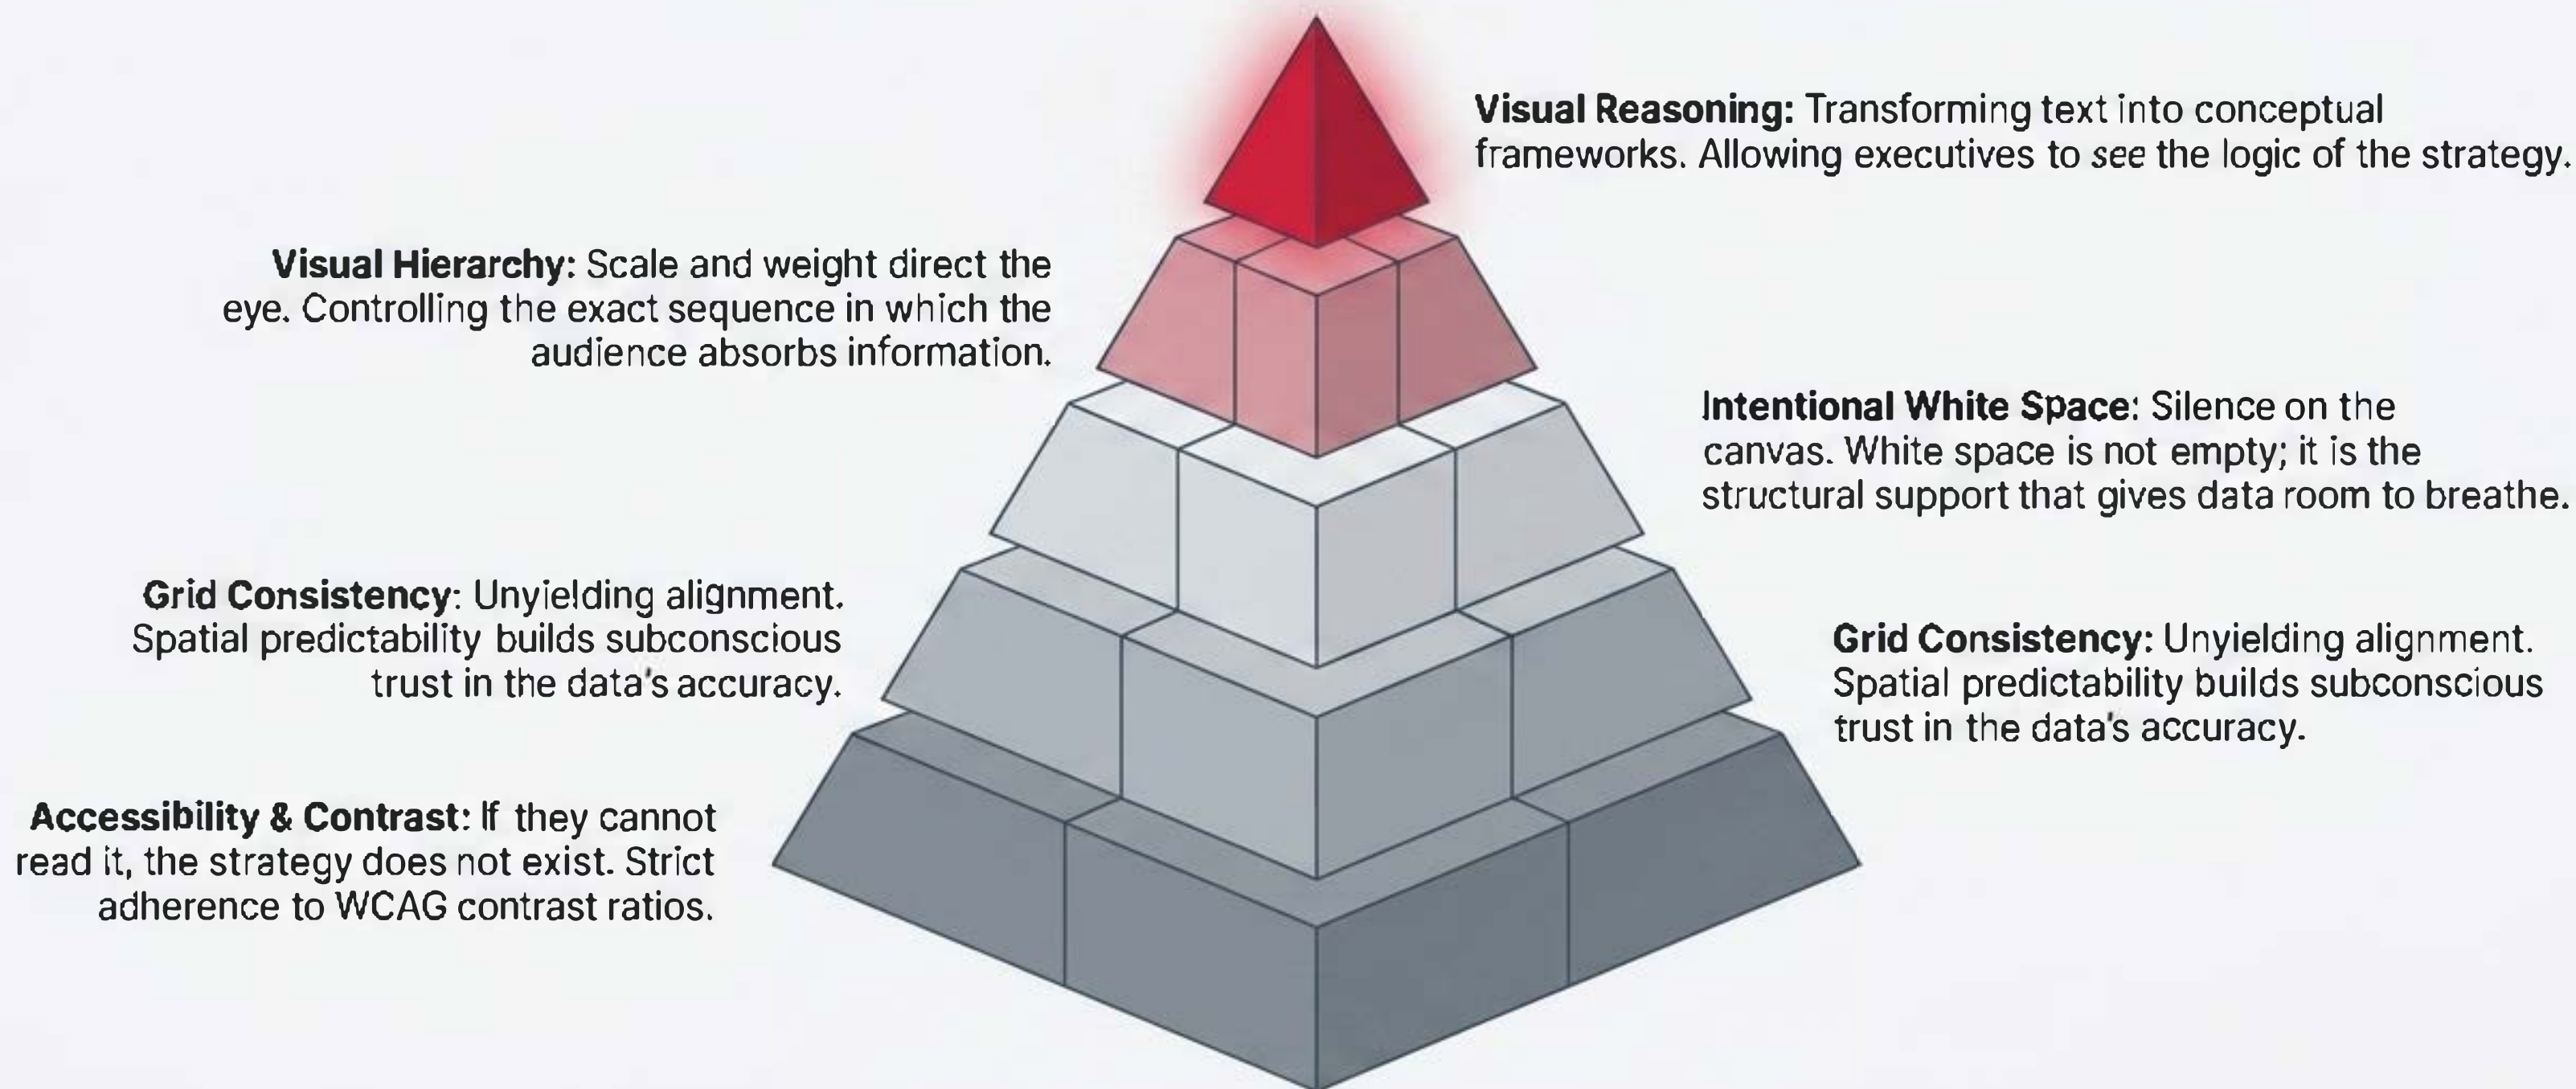 Visual Reasoning: Transforming text into conceptual
frameworks. Allowing executives to see the logic of the strategy.
Visual Hierarchy: Scale and weight direct the
eye. Controlling the exact sequence in which the
audience absorbs information.
Intentional White Space: Silence on the
canvas. White space is not empty; it is the
structural support that gives data room to breathe.
Grid Consistency: Unyielding alignment.
Spatial predictability builds subconscious
trust in the data's accuracy.
Grid Consistency: Unyielding alignment.
Spatial predictability builds subconscious
trust in the data's accuracy.
Accessibility & Contrast: If they cannot
read it, the strategy does not exist. Strict
adherence to WCAG contrast ratios.